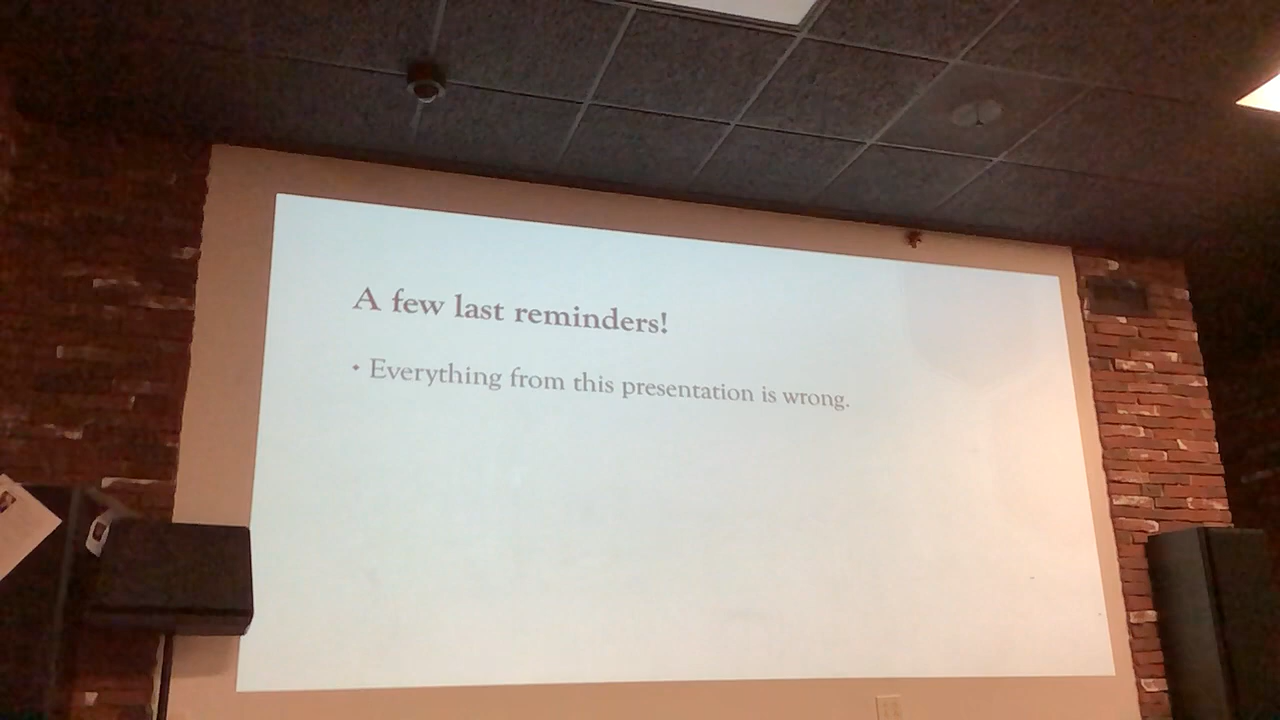 A few last reminders!
• Everything from this presentation is wrong.